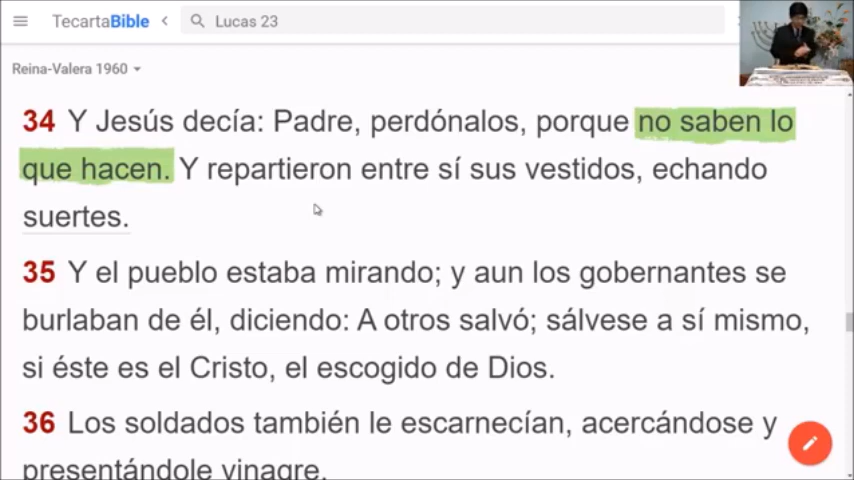 TecartaBible
Lucas 23
Reina-Valera 1960
34 Y Jesús decía: Padre, perdónalos, porque no saben lo
que hacen. Y repartieron entre sí sus vestidos, echando
suertes.
35 Y el pueblo estaba mirando; y aun los gobernantes se
burlaban de él, diciendo: A otros salvó; sálvese a sí mismo,
si éste es el Cristo, el escogido de Dios.
36 Los soldados también le escarnecían, acercándose y
presentándole vinagre.